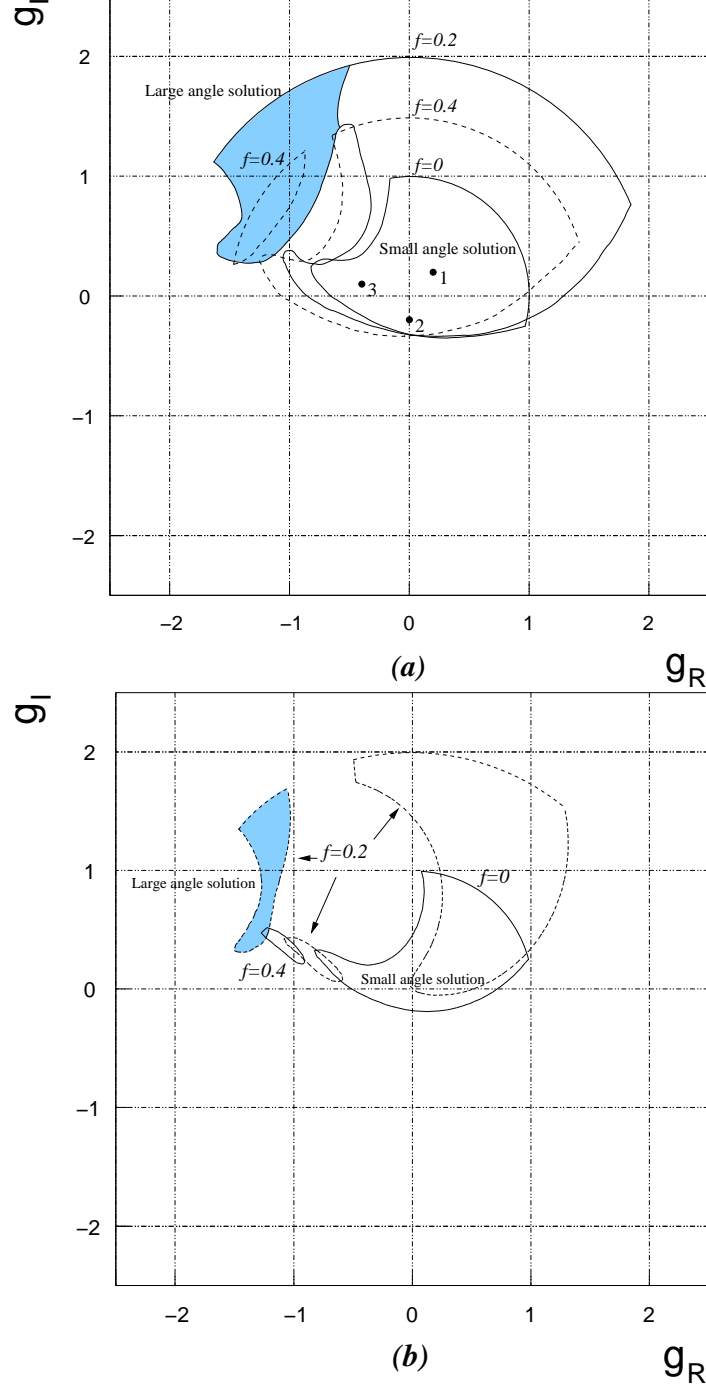 g_I
2
f=0.2
Large angle solution
f=0.4
f=0.4
1
f=0
Small angle solution
1
3
0
2
−1
−2
−2
−1
0
1
2
(a)
g_R
g_I
2
f=0.2
1
f=0
Large angle solution
f=0.4
Small angle solution
0
−1
−2
−2
−1
0
1
2
(b)
g_R